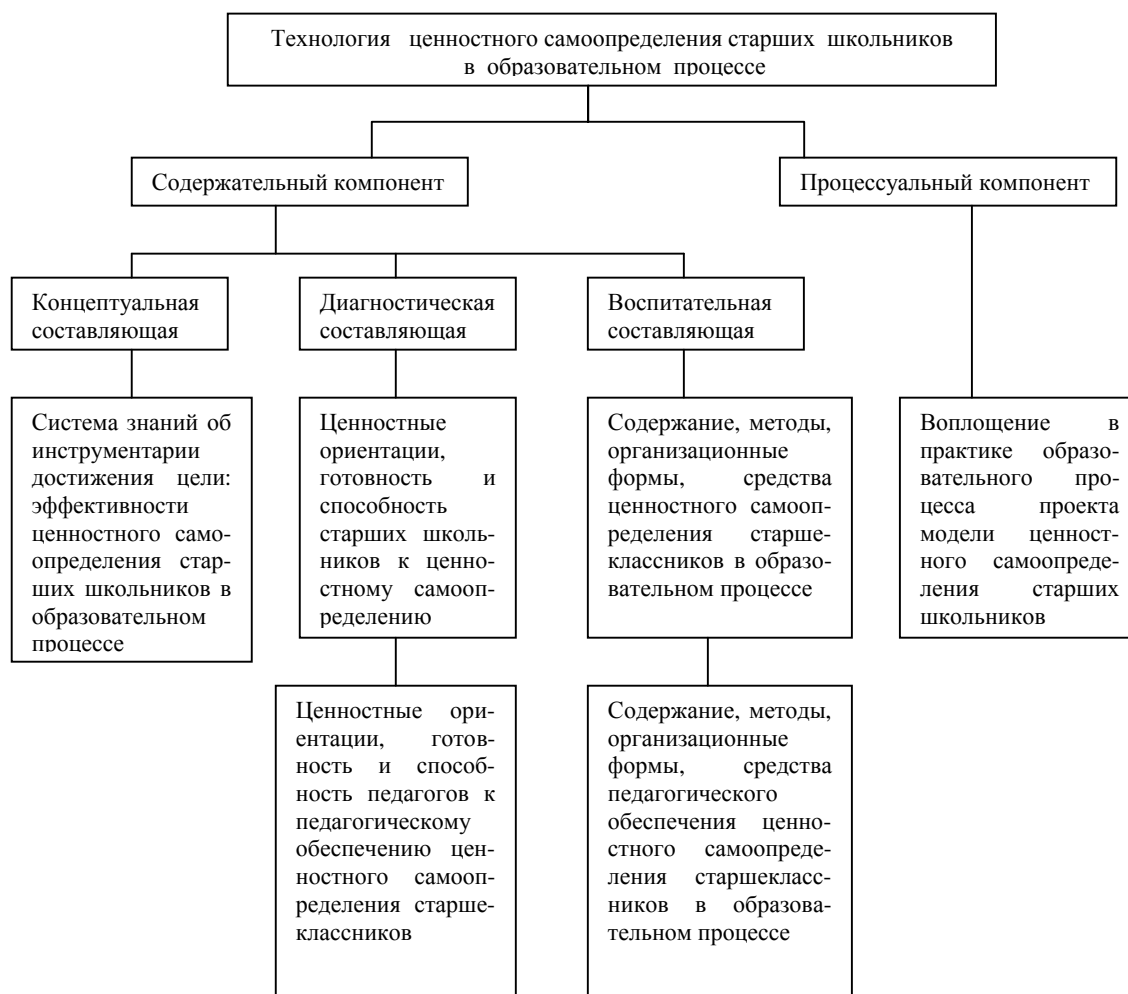 Технология ценностного самоопределения старших школьников
в образовательном процессе
Содержательный компонент
Процессуальный компонент
Концептуальная
составляющая
Диагностическая
составляющая
Воспитательная
составляющая
Система знаний об
инструментарии
достижения цели:
эффективности
ценностного само-
определения стар-
ших школьников в
образовательном
процессе
Ценностные
ориентации,
готовность и
способность
старших школь-
ников к ценно-
стному самооп-
ределению
Содержание, методы,
организационные
формы, средства
ценностного самооп-
ределения старше-
классников в образо-
вательном процессе
Воплощение в
практике образо-
вательного про-
цесса проекта
модели ценност-
ного самоопреде-
ления старших
школьников
Ценностные ори-
ентации, готов-
ность и способ-
ность педагогов к
педагогическому
обеспечению цен-
ностного самооп-
ределения старше-
классников
Содержание, методы,
организационные
формы, средства
педагогического
обеспечения ценно-
стного самоопреде-
ления старшекласс-
ников в образова-
тельном процессе